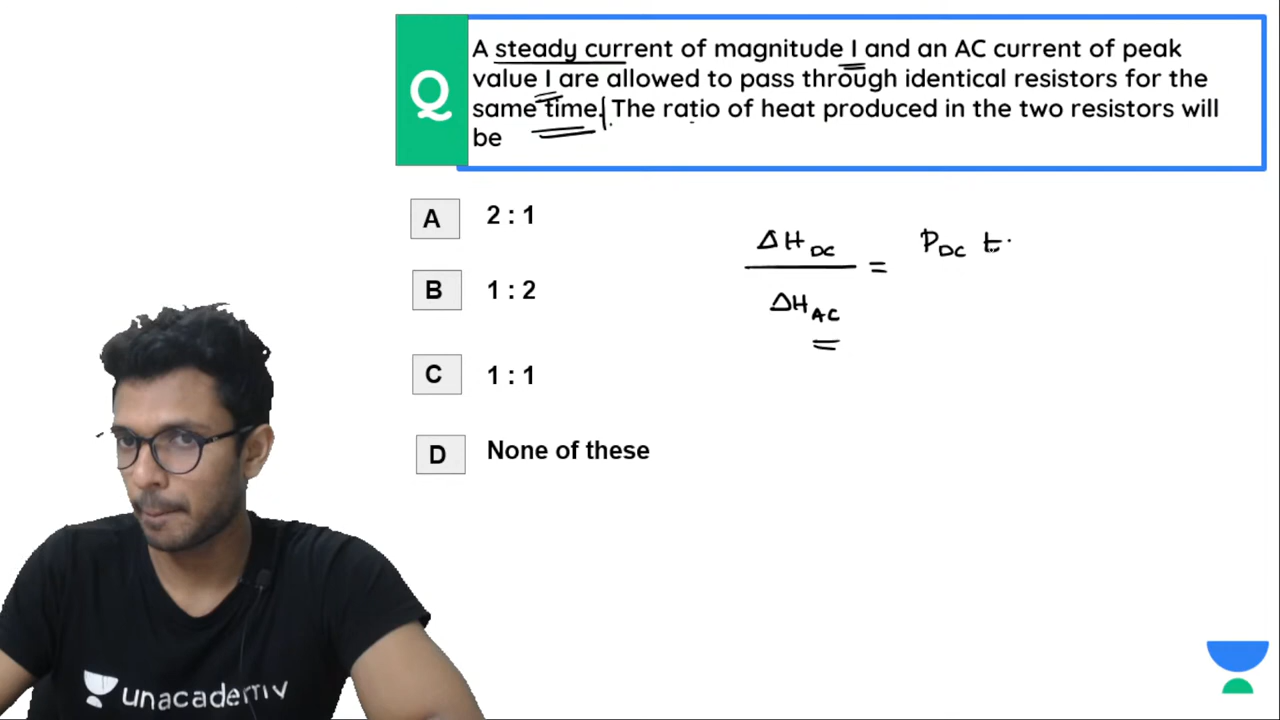 Q
A steady current of magnitude I and an AC current of peak
value I are allowed to pass through identical resistors for the
same time. The ratio of heat produced in the two resistors will
be
A 2 : 1
B 1 : 2
C 1 : 1
D None of these
ΔH_DC / ΔH_AC = P_DC t
unacademy